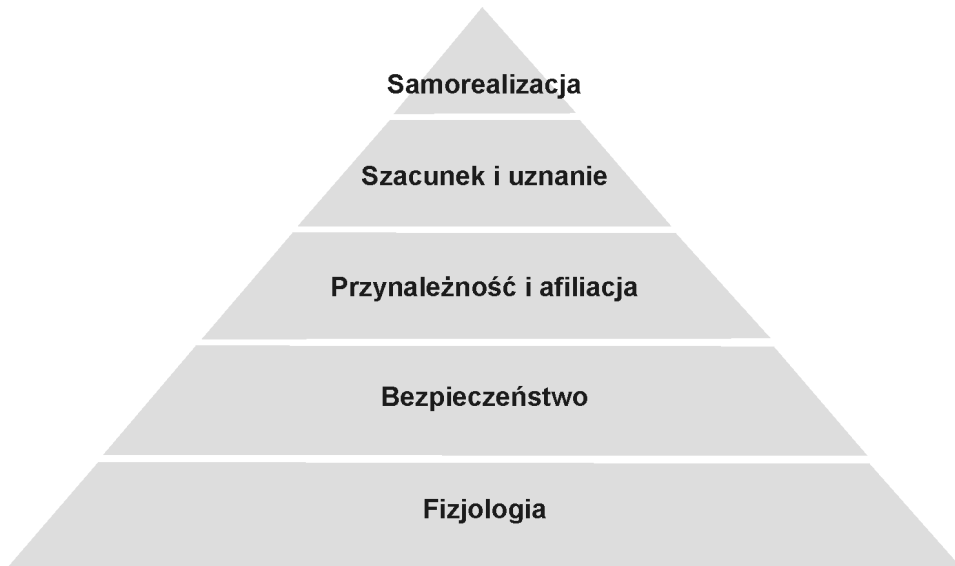 Samorealizacja
Szacunek i uznanie
Przynależność i afiliacja
Bezpieczeństwo
Fizjologia